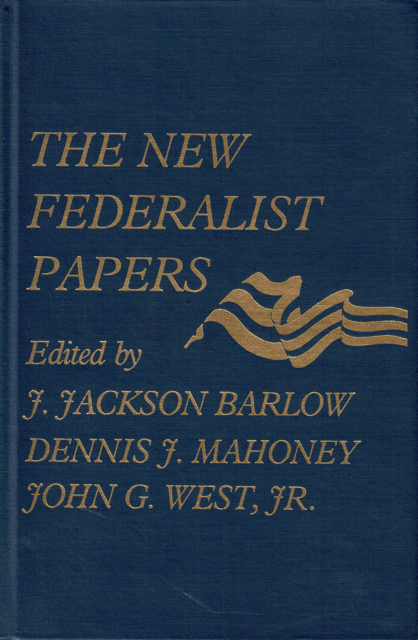 THE NEW
FEDERALIST
PAPERS
Edited by
J. JACKSON BARLOW
DENNIS J. MAHONEY
JOHN G. WEST, JR.